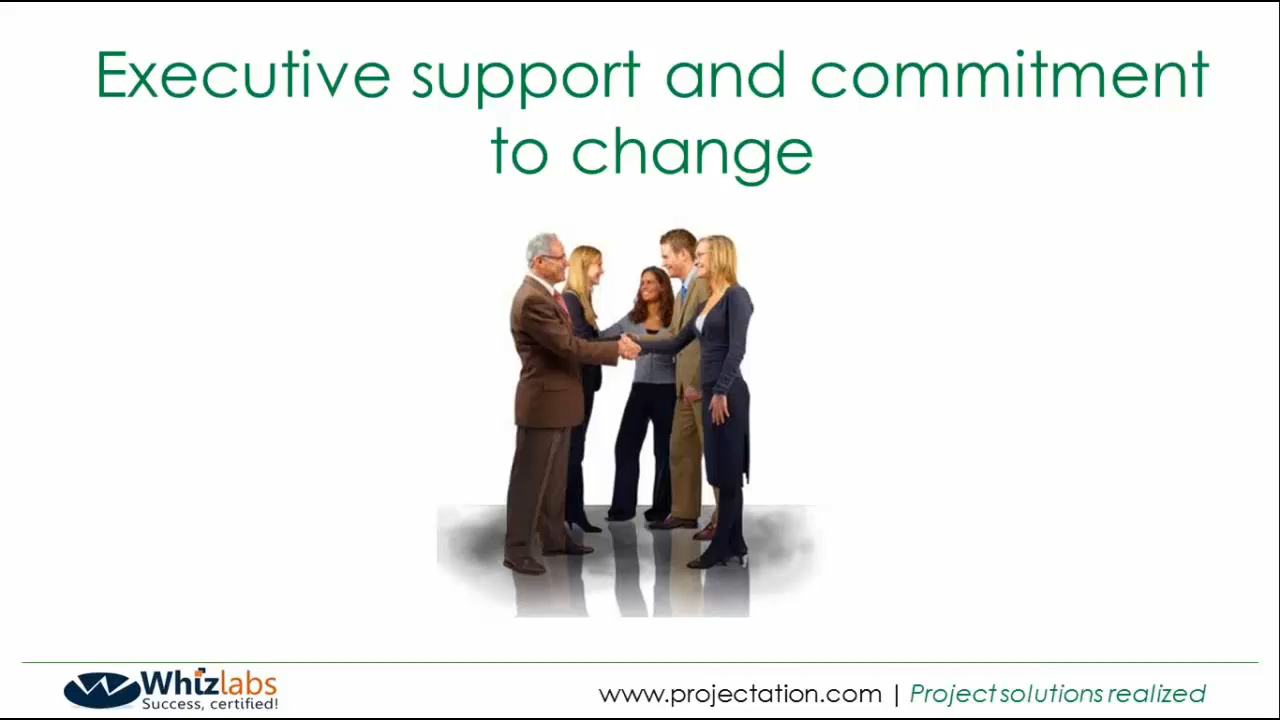 Executive support and commitment
to change
Whizlabs
Success, certified!
www.projectation.com | Project solutions realized